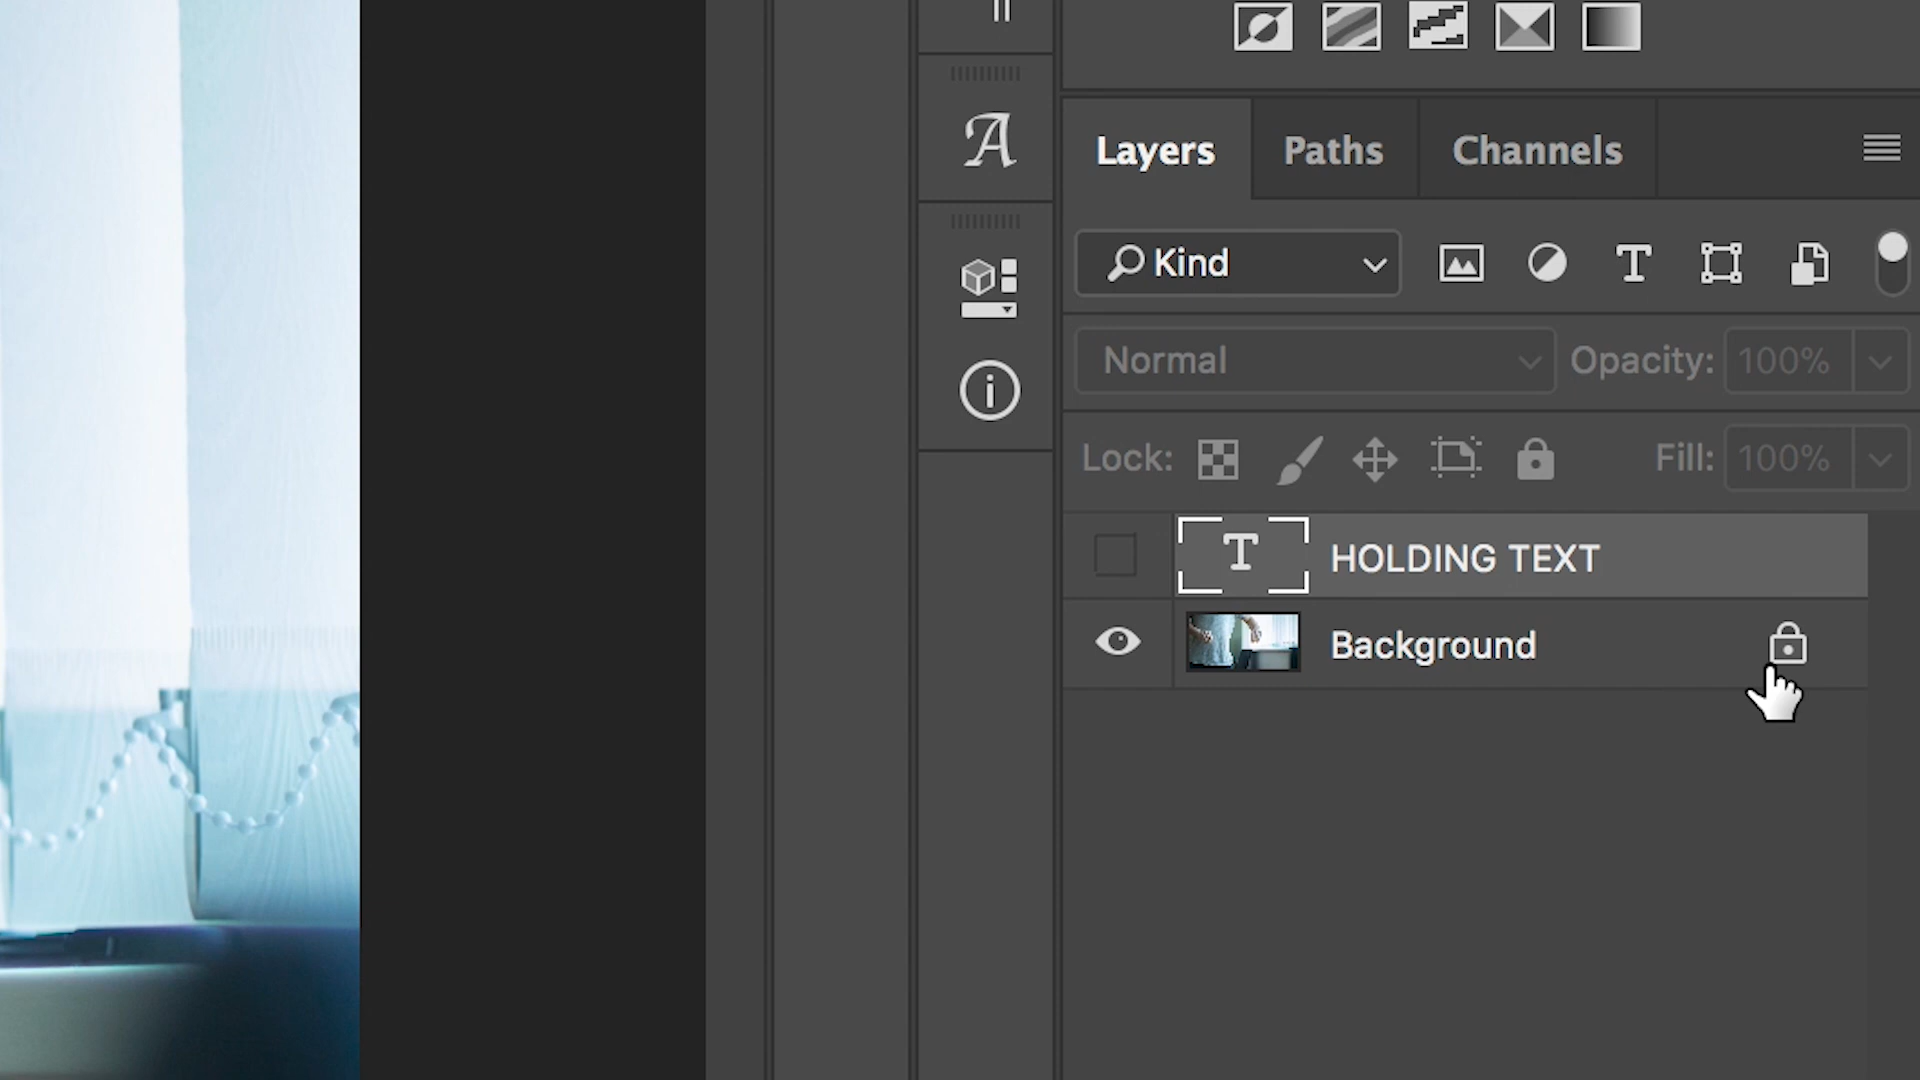 Layers Paths Channels
Kind
Normal Opacity: 100%
Lock: Fill: 100%
HOLDING TEXT
Background